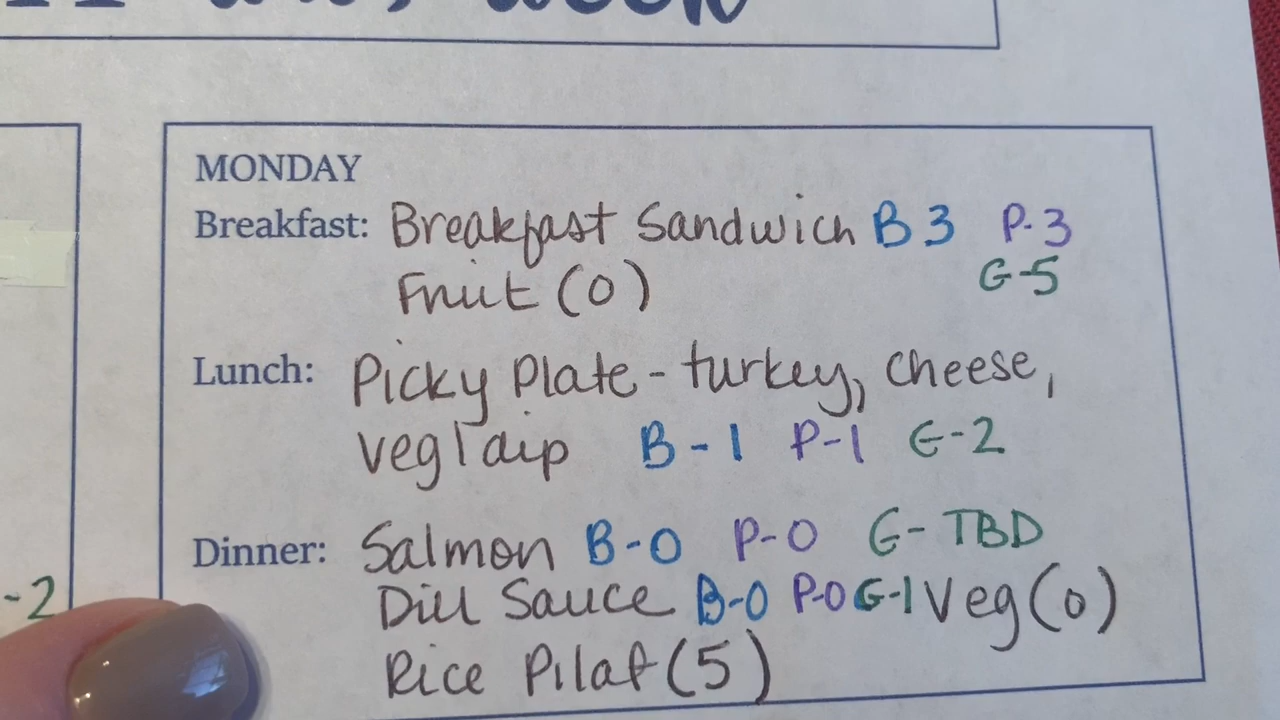 week
MONDAY
Breakfast: Breakfast Sandwich B 3 P-3
Fruit (0) G-5
Lunch: Picky Plate - turkey, cheese,
veg/dip B-1 P-1 G-2
Dinner: Salmon B-0 P-0 G-TBD
Dill Sauce B-0 P-0 G-1 Veg (0)
-2
Rice Pilaf (5)